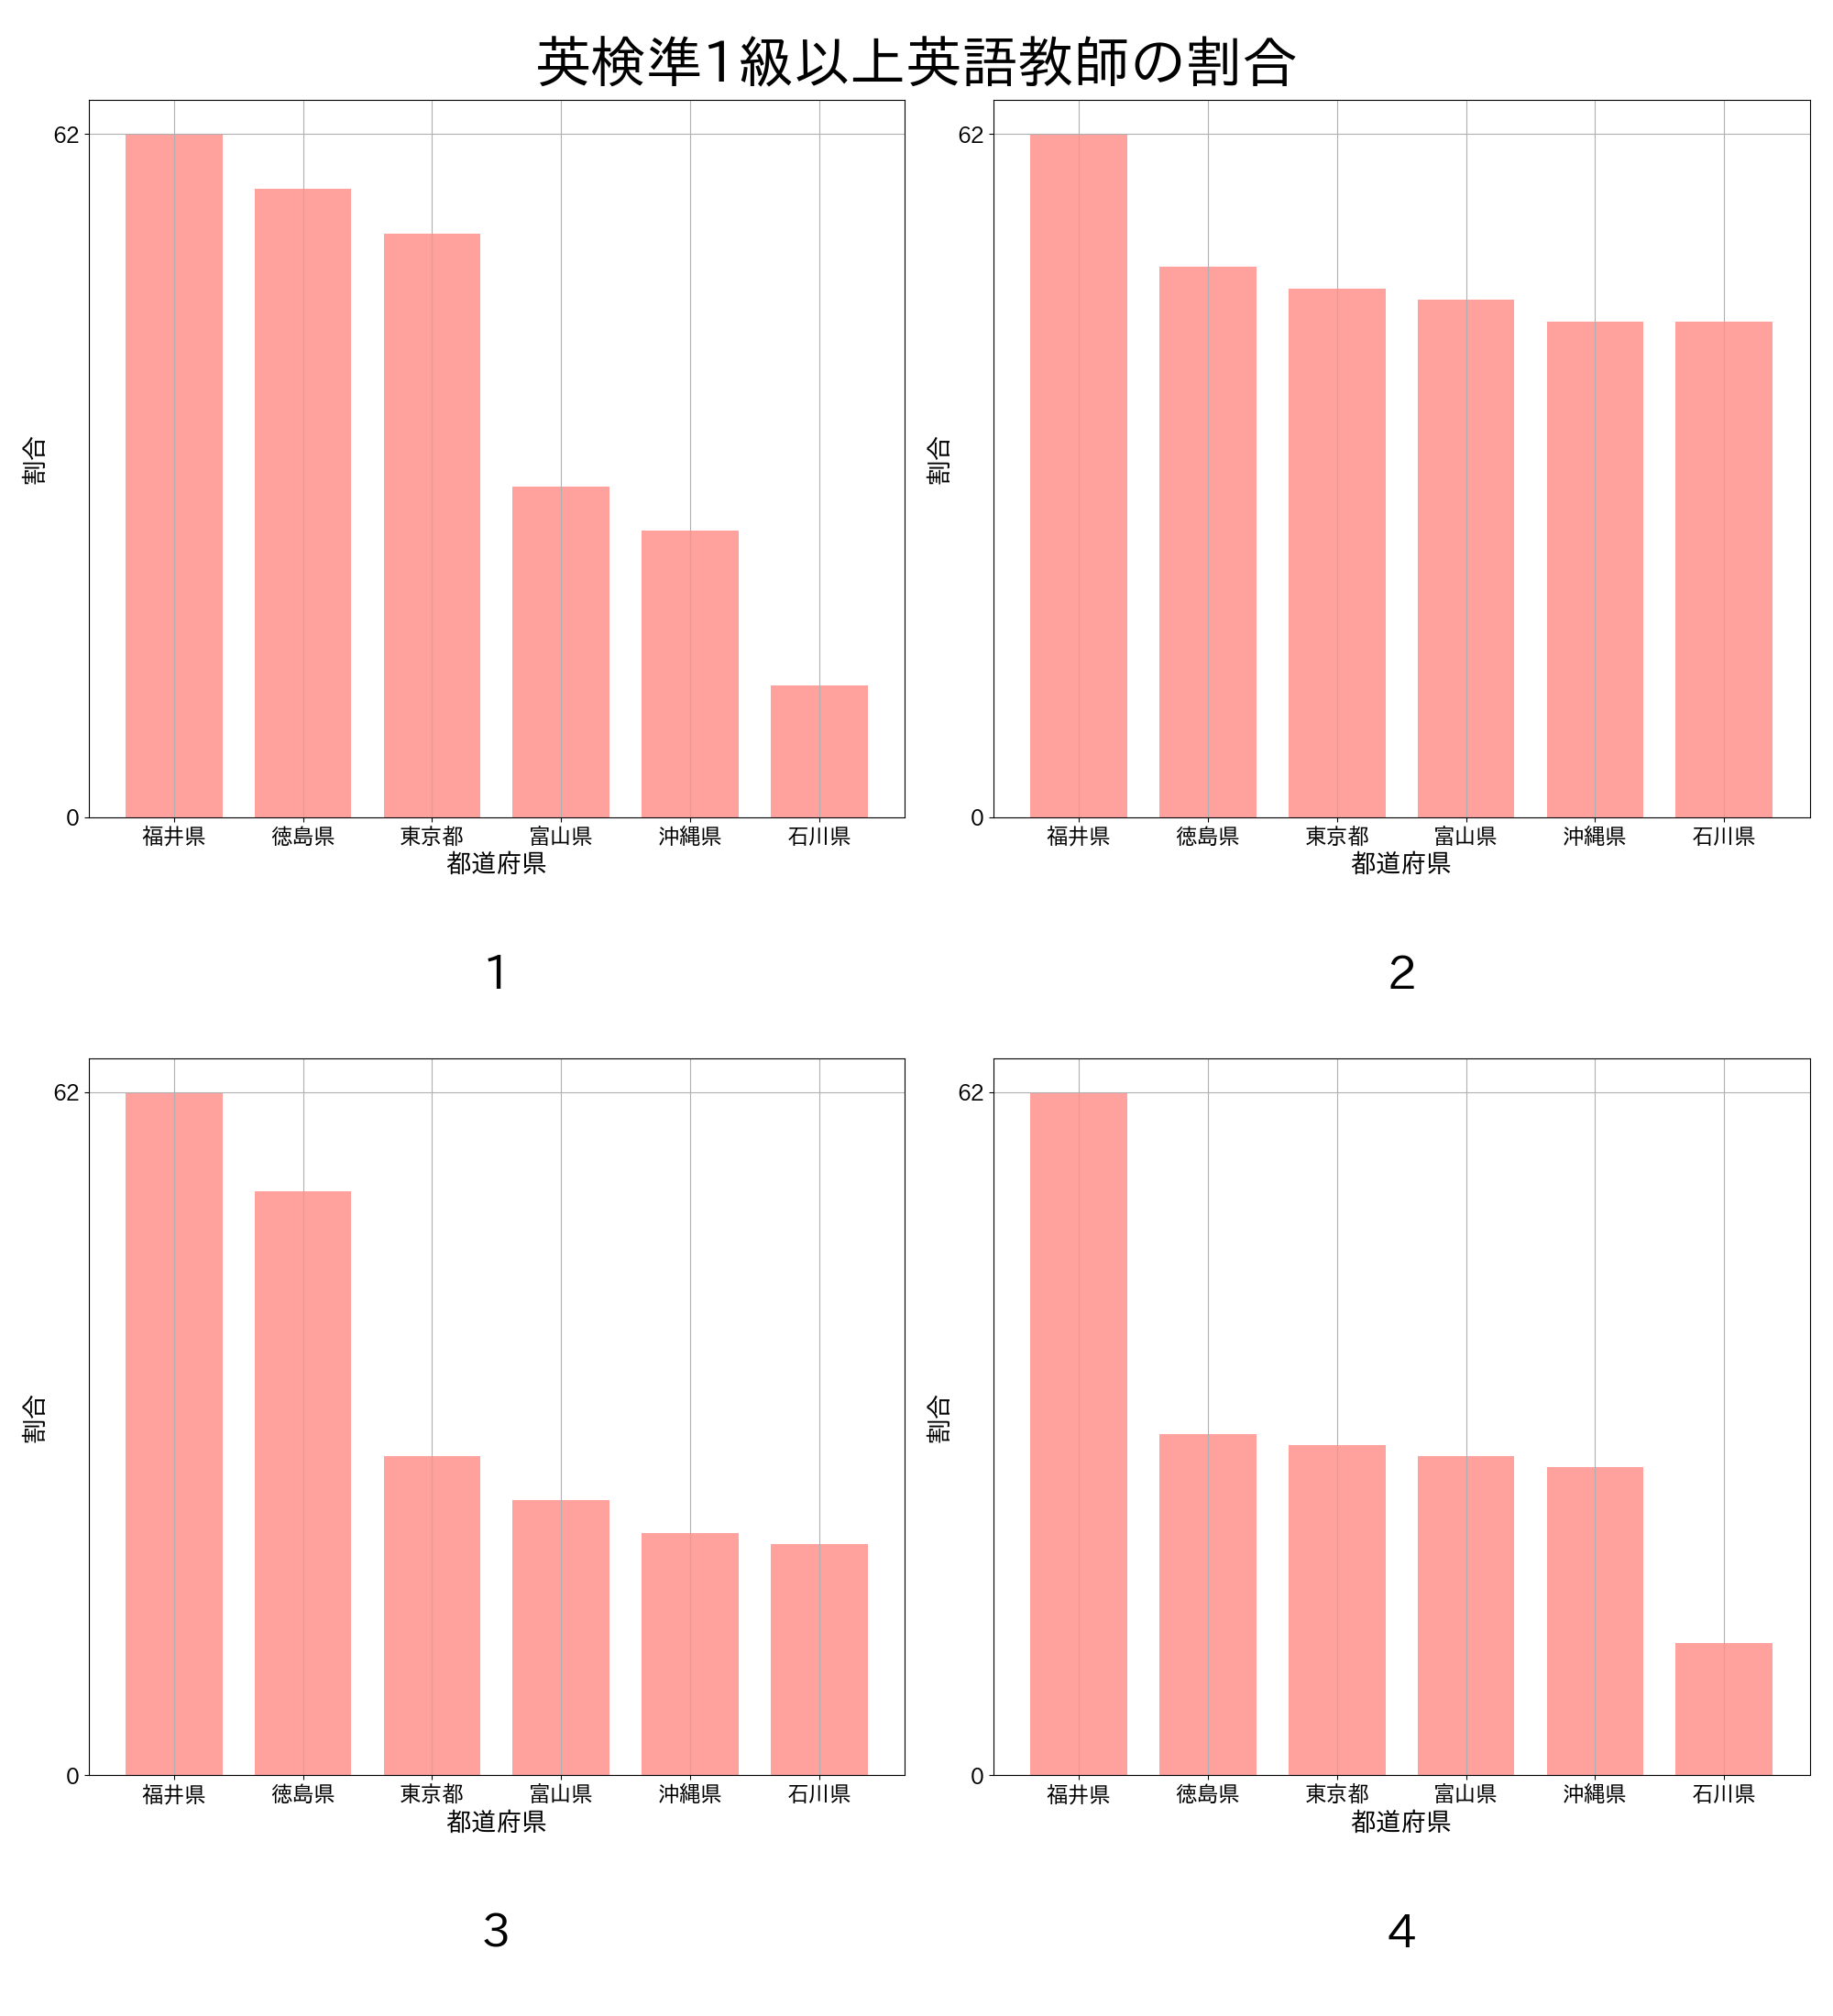 英検準1級以上英語教師の割合
62
0
割合
福井県 徳島県 東京都 富山県 沖縄県 石川県
都道府県
1
62
0
割合
福井県 徳島県 東京都 富山県 沖縄県 石川県
都道府県
2
62
0
割合
福井県 徳島県 東京都 富山県 沖縄県 石川県
都道府県
3
62
0
割合
福井県 徳島県 東京都 富山県 沖縄県 石川県
都道府県
4